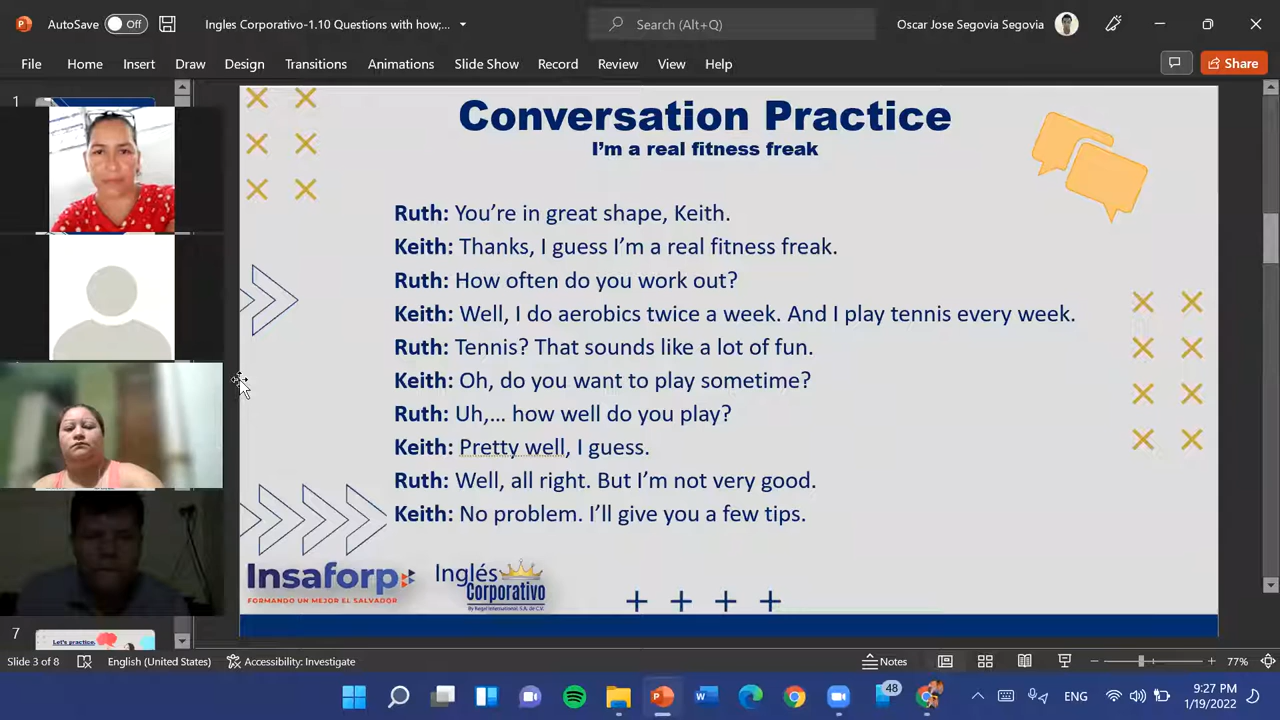 AutoSave Off Ingles Corporativo-1.10 Questions with how;... Search (Alt+Q) Oscar Jose Segovia Segovia
File Home Insert Draw Design Transitions Animations Slide Show Record Review View Help Share
1
Conversation Practice
I'm a real fitness freak
Ruth: You're in great shape, Keith.
Keith: Thanks, I guess I'm a real fitness freak.
Ruth: How often do you work out?
Keith: Well, I do aerobics twice a week. And I play tennis every week.
Ruth: Tennis? That sounds like a lot of fun.
Keith: Oh, do you want to play sometime?
Ruth: Uh,... how well do you play?
Keith: Pretty well, I guess.
Ruth: Well, all right. But I'm not very good.
Keith: No problem. I'll give you a few tips.
Insaforp
FORMANDO UN MEJOR EL SALVADOR
Inglés
Corporativo
7
Let's practice.
Slide 3 of 8 English (United States) Accessibility: Investigate Notes 77%
48 ENG 9:27 PM
1/19/2022